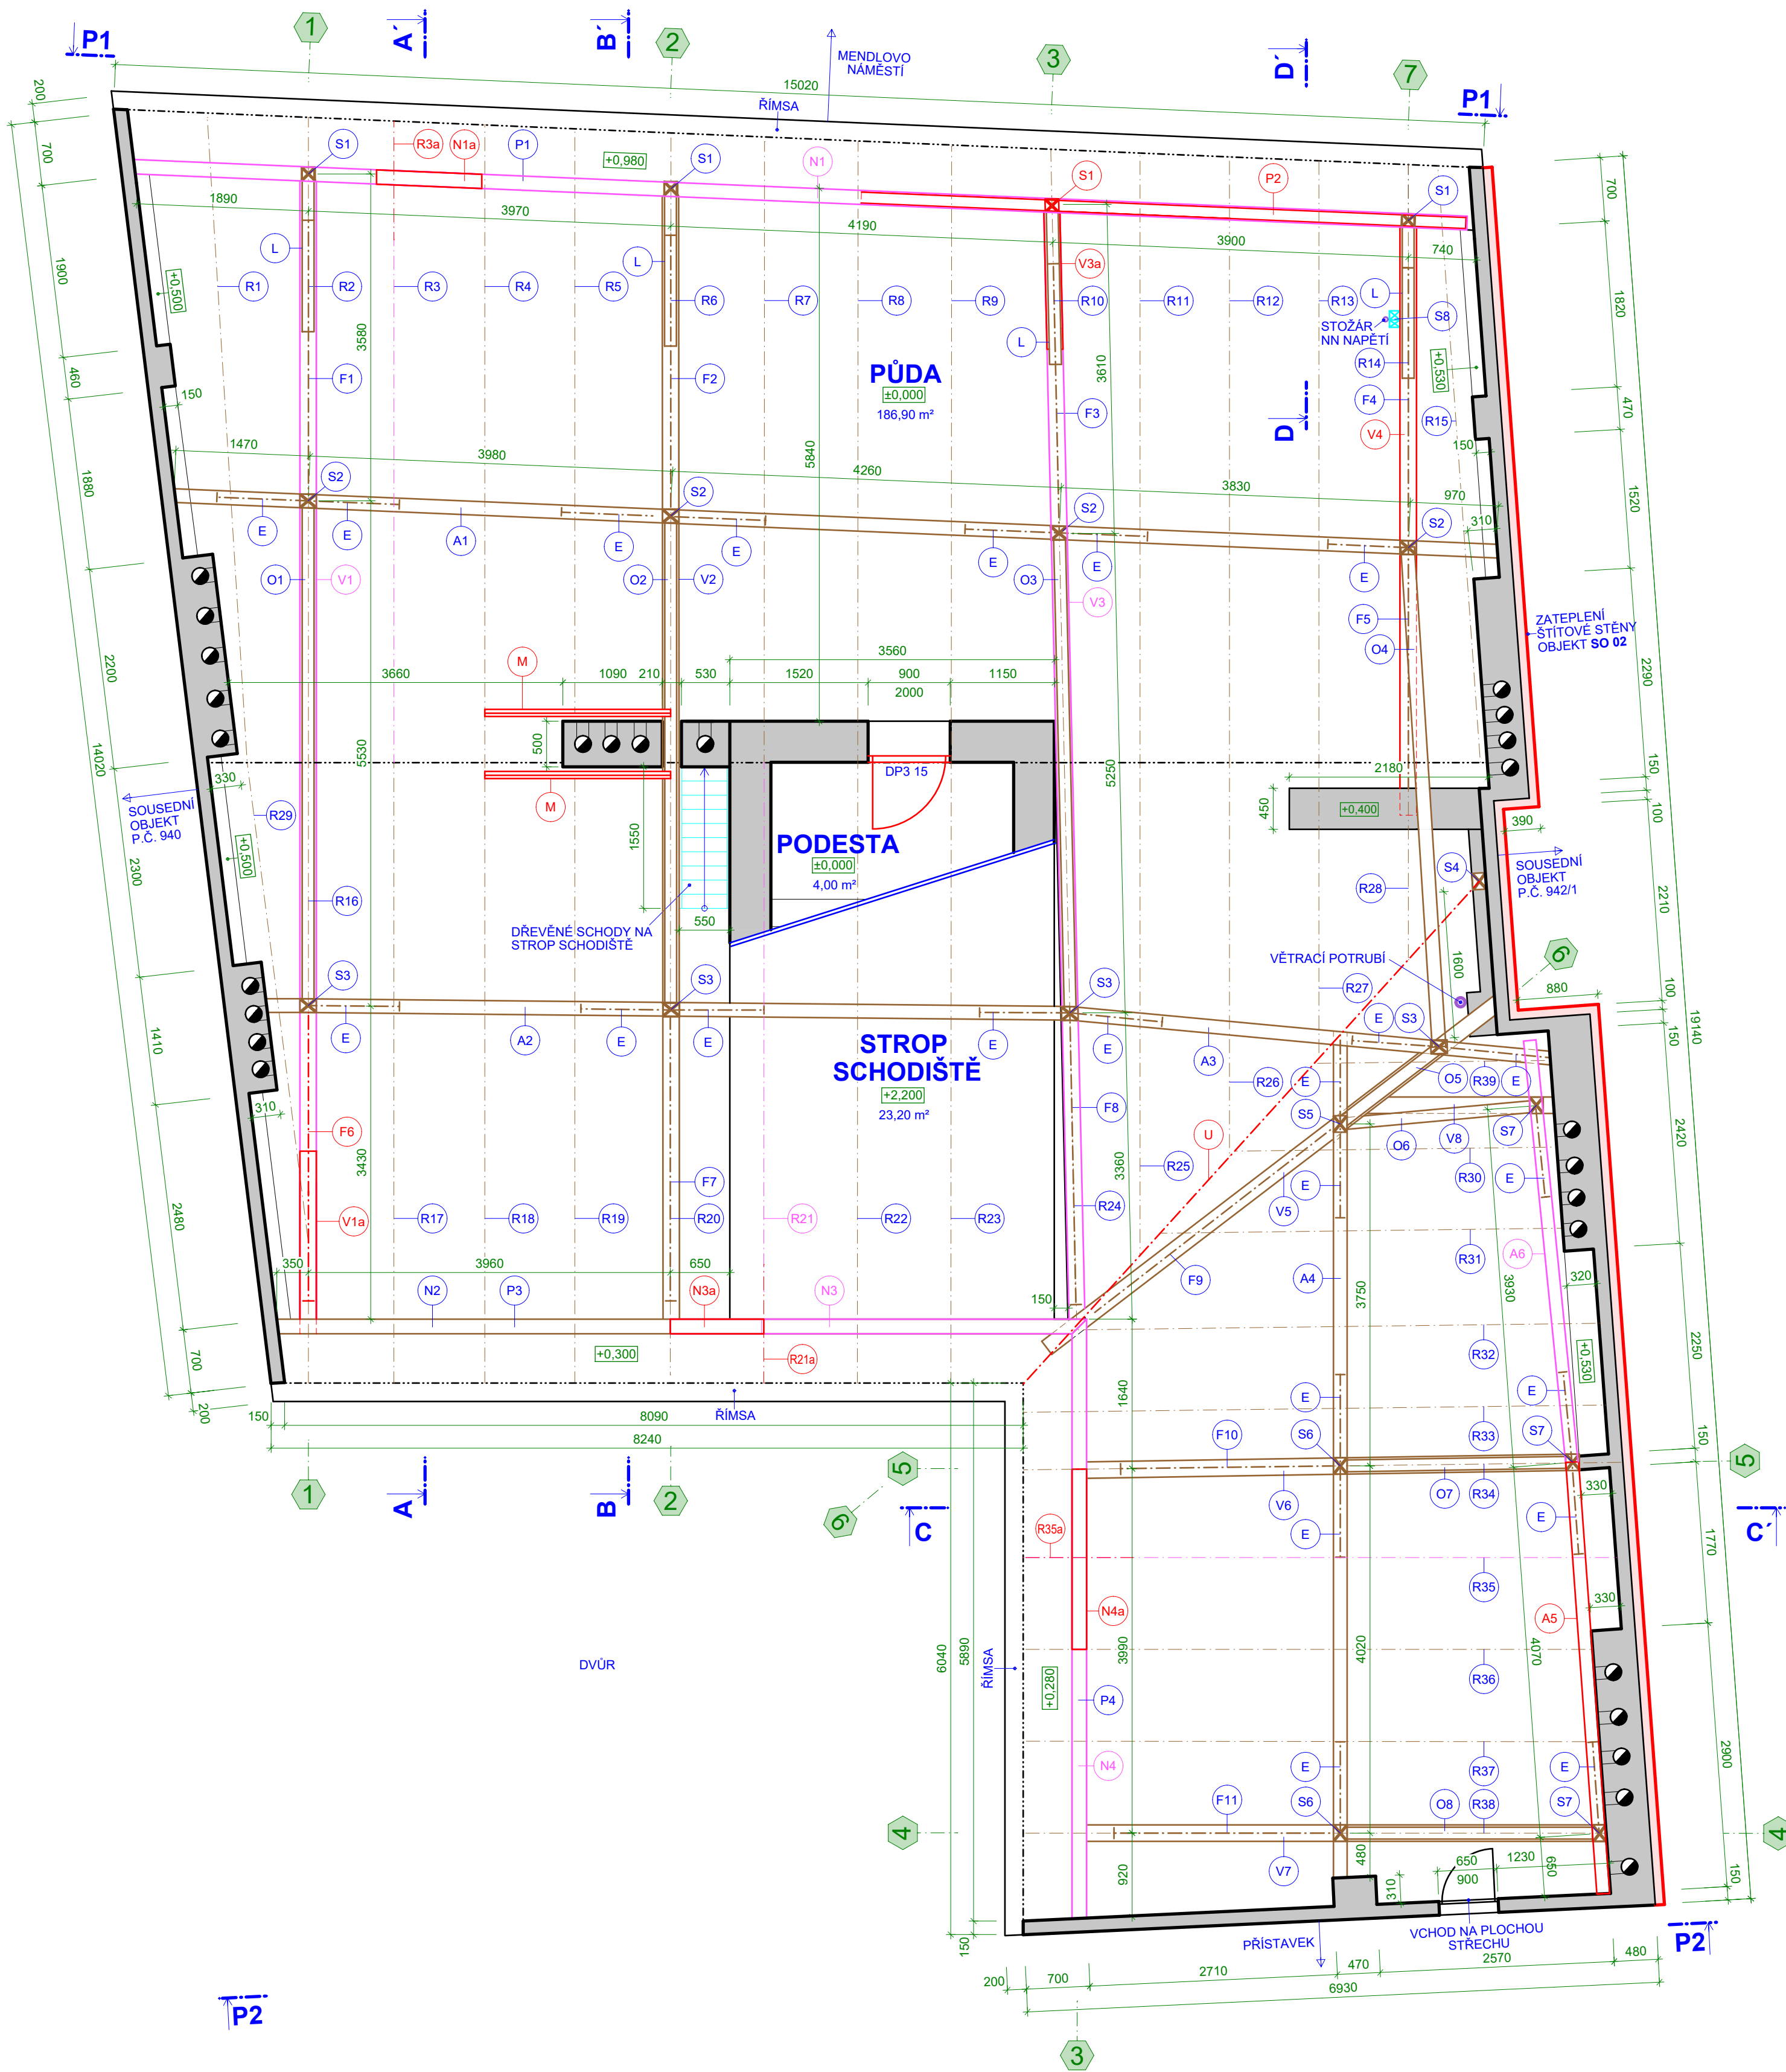 P1
1
A´
B´
2
MENDLOVO
NÁMĚSTÍ
3
D´
7
P1
15020
ŘÍMSA
200
700
S1
R3a
N1a
P1
+0,980
S1
N1
S1
P2
S1
700
1890
3970
4190
3900
740
L
L
V3a
L
+0,500
R1
R2
R3
R4
R5
R6
R7
R8
R9
R10
R11
R12
R13
S8
STOŽÁR
NN NAPĚTÍ
1900
1820
3580
L
3610
R14
+0,530
460
150
F1
F2
PŮDA
±0,000
186,90 m²
F3
F4
R15
470
D
V4
150
1470
3980
5840
4260
3830
970
1880
1520
S2
S2
S2
S2
310
E
E
A1
E
E
E
E
E
O1
V1
O2
V2
O3
V3
F5
O4
ZATEPLENÍ
ŠTÍTOVÉ STĚNY
OBJEKT SO 02
2200
2290
M
3560
3660
1090
210
530
1520
900
1150
2000
14020
5530
500
5250
330
DP3 15
2180
150
SOUSEDNÍ
OBJEKT
P.Č. 940
M
R29
450
+0,400
100
390
2300
+0,500
1550
PODESTA
±0,000
4,00 m²
S4
SOUSEDNÍ
OBJEKT
P.Č. 942/1
R16
R28
2210
550
DŘEVĚNÉ SCHODY NA
STROP SCHODIŠTĚ
VĚTRACÍ POTRUBÍ
1600
6
S3
S3
S3
R27
880
100
19140
1410
E
A2
E
E
E
E
E
S3
150
STROP
SCHODIŠTĚ
+2,200
23,20 m²
A3
R26
E
O5
R39
E
310
F8
S5
S7
F6
3430
U
O6
V8
2420
3360
R25
E
R30
E
F7
V1a
R17
R18
R19
R20
R21
R22
R23
R24
V5
2480
A6
R31
350
3960
650
F9
A4
320
N2
P3
N3a
N3
150
3750
3930
2250
+0,300
R21a
R32
+0,530
700
200
1640
E
E
150
8090
ŘÍMSA
R33
8240
F10
S6
S7
150
1
A
B
2
5
5
6
C
V6
O7
R34
330
C´
R35a
E
E
1770
R35
N4a
A5
330
DVŮR
6040
5890
ŘÍMSA
3990
4020
4070
+0,280
P4
R36
N4
E
R37
E
2900
F11
S6
O8
R38
S7
4
4
V7
480
650
1230
650
900
310
920
150
150
PŘÍSTAVEK
VCHOD NA PLOCHOU
STŘECHU
P2
200
700
2710
470
2570
480
6930
P2
3